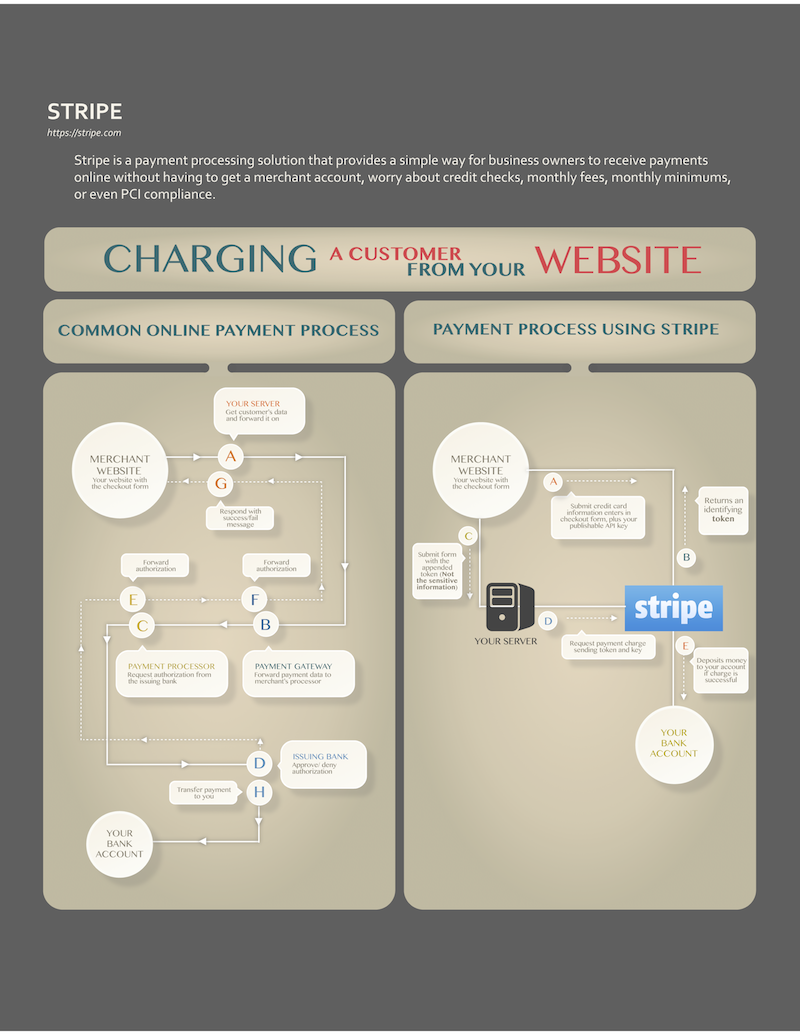 STRIPE
https://stripe.com
Stripe is a payment processing solution that provides a simple way for business owners to receive payments
online without having to get a merchant account, worry about credit checks, monthly fees, monthly minimums,
or even PCI compliance.
CHARGING A CUSTOMER FROM YOUR WEBSITE
COMMON ONLINE PAYMENT PROCESS
YOUR SERVER
Get customer's data
and forward it on
MERCHANT
WEBSITE
Your website with
the checkout form
A
G
Respond with
success/fail
message
Forward
authorization
Forward
authorization
E
F
C
B
PAYMENT PROCESSOR
Request authorization from
the issuing bank
PAYMENT GATEWAY
Forward payment data to
merchant's processor
D
ISSUING BANK
Approve/ deny
authorization
H
Transfer payment
to you
YOUR
BANK
ACCOUNT
PAYMENT PROCESS USING STRIPE
MERCHANT
WEBSITE
Your website with
the checkout form
A
Submit credit card
information enters in
checkout form, plus your
publishable API key
Returns an
identifying
token
B
C
Submit form
with the
appended
token (Not
the sensitive
information)
YOUR SERVER
D
stripe
Request payment charge
sending token and key
E
Deposits money
to your account
if charge is
successful
YOUR
BANK
ACCOUNT